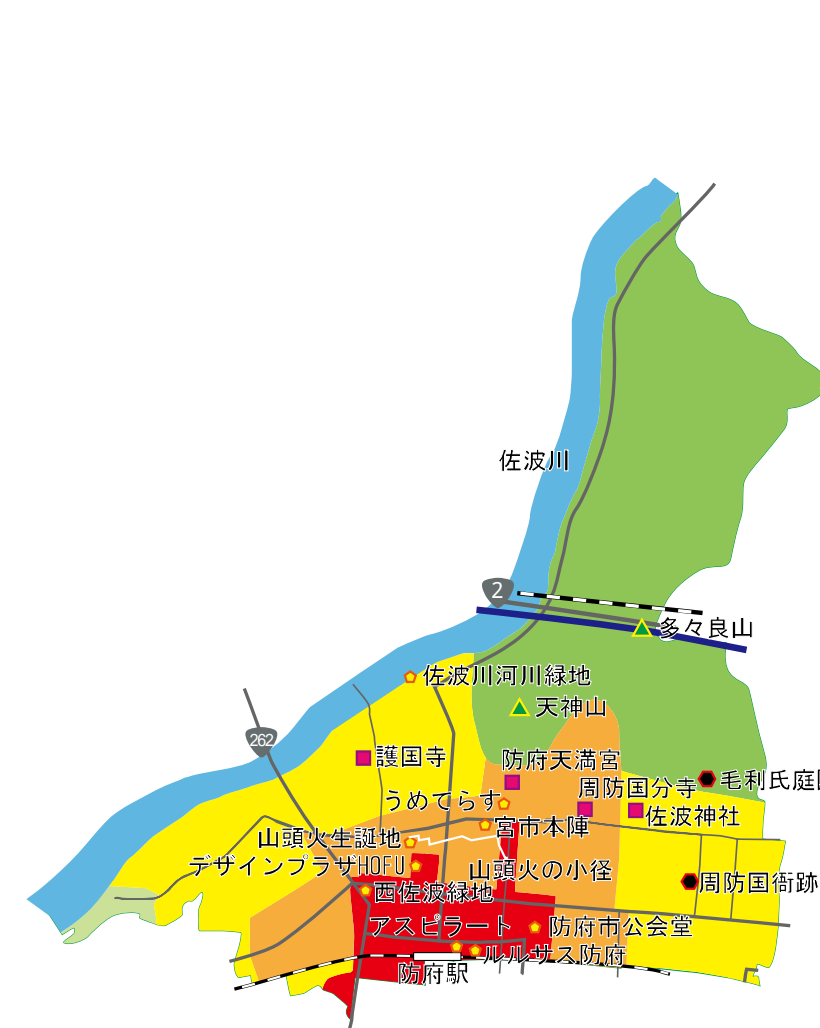 佐波川
2
多々良山
佐波川河川緑地
天神山
262
護国寺
防府天満宮
毛利氏庭
周防国分寺
うめてらす
佐波神社
宮市本陣
山頭火生誕地
デザインプラザHOFU
山頭火の小径
周防国衙跡
西佐波緑地
アスピラート
防府市公会堂
ルルサス防府
防府駅